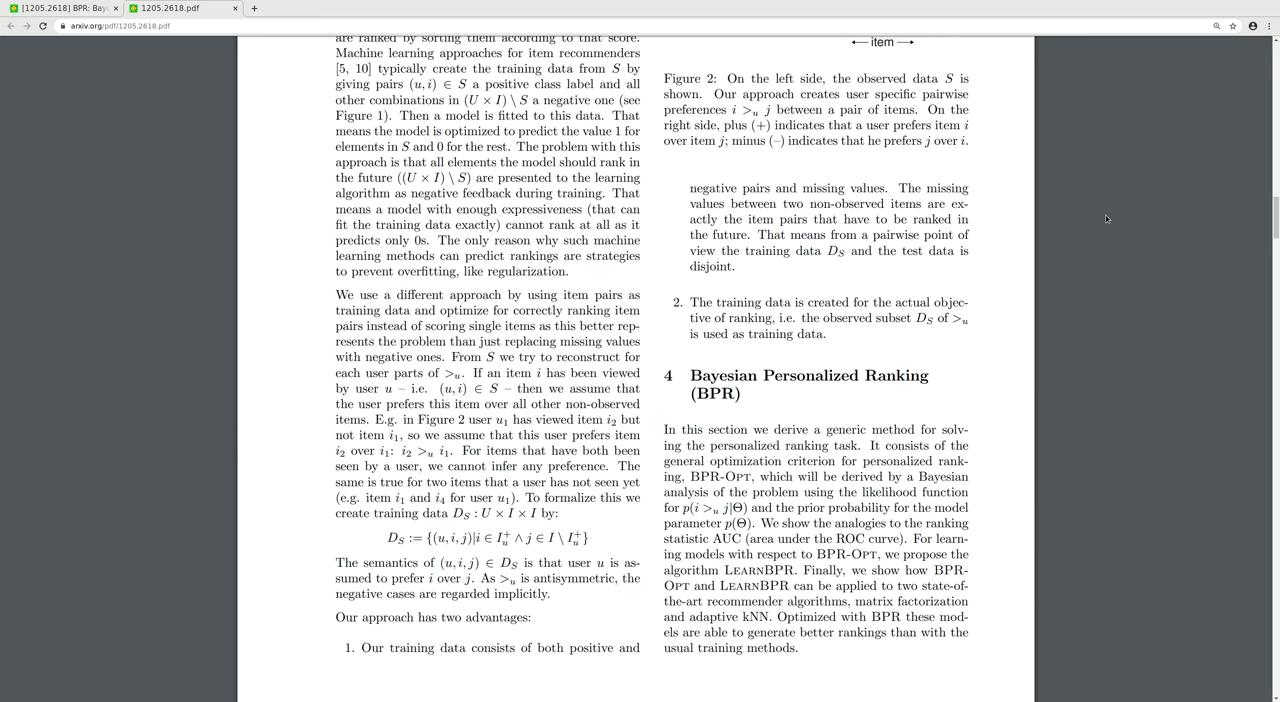 [1205.2618] BPR: Bay
1205.2618.pdf
arxiv.org/pdf/1205.2618.pdf
are ranked by sorting them according to that score.
Machine learning approaches for item recommenders
[5, 10] typically create the training data from S by
giving pairs (u, i) ∈ S a positive class label and all
other combinations in (U × I) \ S a negative one (see
Figure 1). Then a model is fitted to this data. That
means the model is optimized to predict the value 1 for
elements in S and 0 for the rest. The problem with this
approach is that all elements the model should rank in
the future ((U × I) \ S) are presented to the learning
algorithm as negative feedback during training. That
means a model with enough expressiveness (that can
fit the training data exactly) cannot rank at all as it
predicts only 0s. The only reason why such machine
learning methods can predict rankings are strategies
to prevent overfitting, like regularization.
We use a different approach by using item pairs as
training data and optimize for correctly ranking item
pairs instead of scoring single items as this better rep-
resents the problem than just replacing missing values
with negative ones. From S we try to reconstruct for
each user parts of >u. If an item i has been viewed
by user u – i.e. (u, i) ∈ S – then we assume that
the user prefers this item over all other non-observed
items. E.g. in Figure 2 user u1 has viewed item i2 but
not item i1, so we assume that this user prefers item
i2 over i1: i2 >u i1. For items that have both been
seen by a user, we cannot infer any preference. The
same is true for two items that a user has not seen yet
(e.g. item i1 and i4 for user u1). To formalize this we
create training data DS : U × I × I by:
DS := {(u, i, j)|i ∈ I+u ∧ j ∈ I \ I+u}
The semantics of (u, i, j) ∈ DS is that user u is as-
sumed to prefer i over j. As >u is antisymmetric, the
negative cases are regarded implicitly.
Our approach has two advantages:
1. Our training data consists of both positive and
← item →
Figure 2: On the left side, the observed data S is
shown. Our approach creates user specific pairwise
preferences i >u j between a pair of items. On the
right side, plus (+) indicates that a user prefers item i
over item j; minus (–) indicates that he prefers j over i.
negative pairs and missing values. The missing
values between two non-observed items are ex-
actly the item pairs that have to be ranked in
the future. That means from a pairwise point of
view the training data DS and the test data is
disjoint.
2. The training data is created for the actual objec-
tive of ranking, i.e. the observed subset DS of >u
is used as training data.
4 Bayesian Personalized Ranking
(BPR)
In this section we derive a generic method for solv-
ing the personalized ranking task. It consists of the
general optimization criterion for personalized rank-
ing, BPR-Opt, which will be derived by a Bayesian
analysis of the problem using the likelihood function
for p(i >u j|Θ) and the prior probability for the model
parameter p(Θ). We show the analogies to the ranking
statistic AUC (area under the ROC curve). For learn-
ing models with respect to BPR-Opt, we propose the
algorithm LearnBPR. Finally, we show how BPR-
Opt and LearnBPR can be applied to two state-of-
the-art recommender algorithms, matrix factorization
and adaptive kNN. Optimized with BPR these mod-
els are able to generate better rankings than with the
usual training methods.